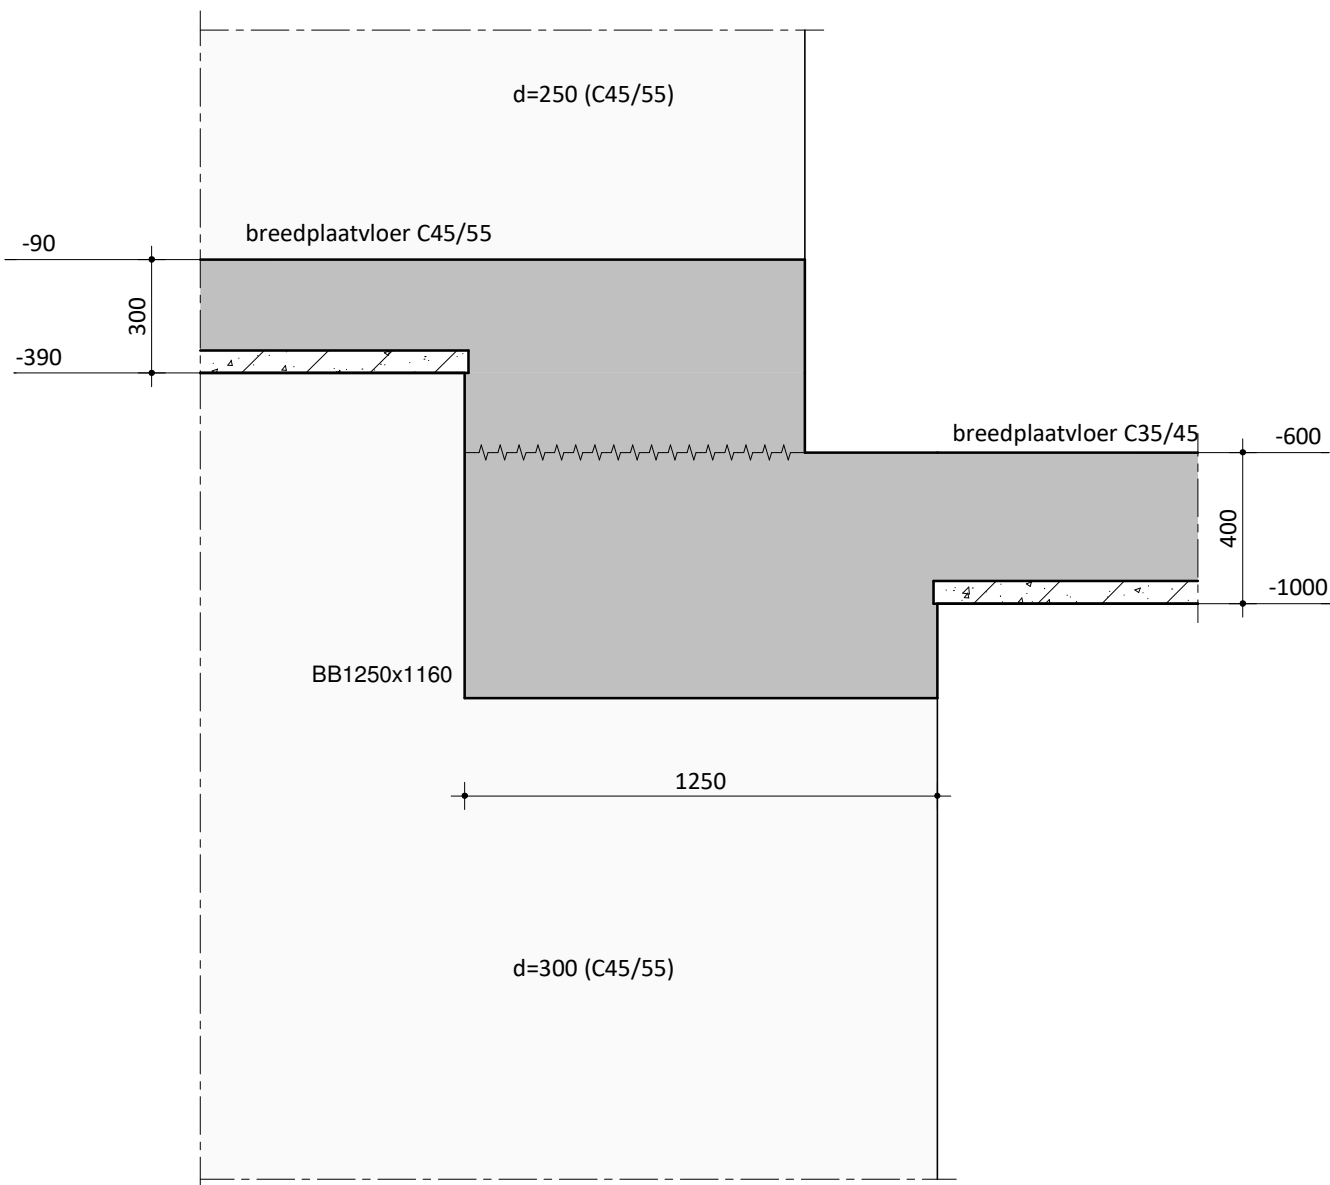 d=250 (C45/55)
breedplaatvloer C45/55
-90
300
-390
breedplaatvloer C35/45
-600
400
-1000
BB1250x1160
1250
d=300 (C45/55)